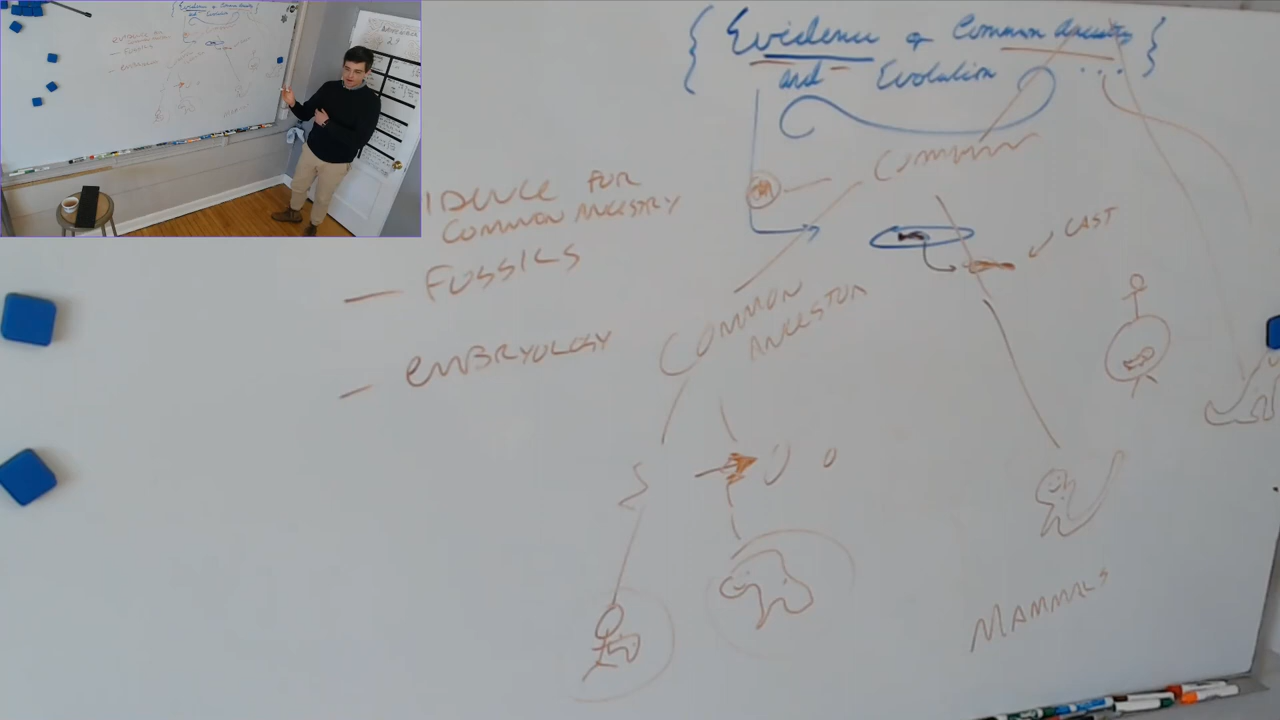 { Evidence of Common Ancestry }
and Evolution ...
IDENCE FOR
COMMON ANCESTRY
— FOSSILS
— EMBRYOLOGY
COMMON
CAST
COMMON
ANCESTOR
MAMMALS